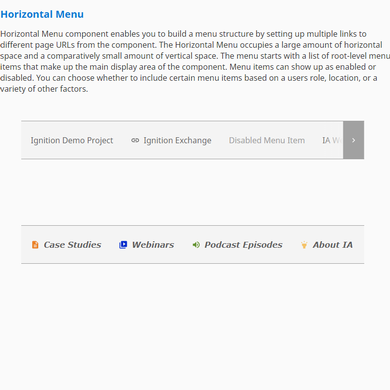 Horizontal Menu
Horizontal Menu component enables you to build a menu structure by setting up multiple links to
different page URLs from the component. The Horizontal Menu occupies a large amount of horizontal
space and a comparatively small amount of vertical space. The menu starts with a list of root-level menu
items that make up the main display area of the component. Menu items can show up as enabled or
disabled. You can choose whether to include certain menu items based on a users role, location, or a
variety of other factors.
Ignition Demo Project Ignition Exchange Disabled Menu Item IA
Case Studies Webinars Podcast Episodes About IA